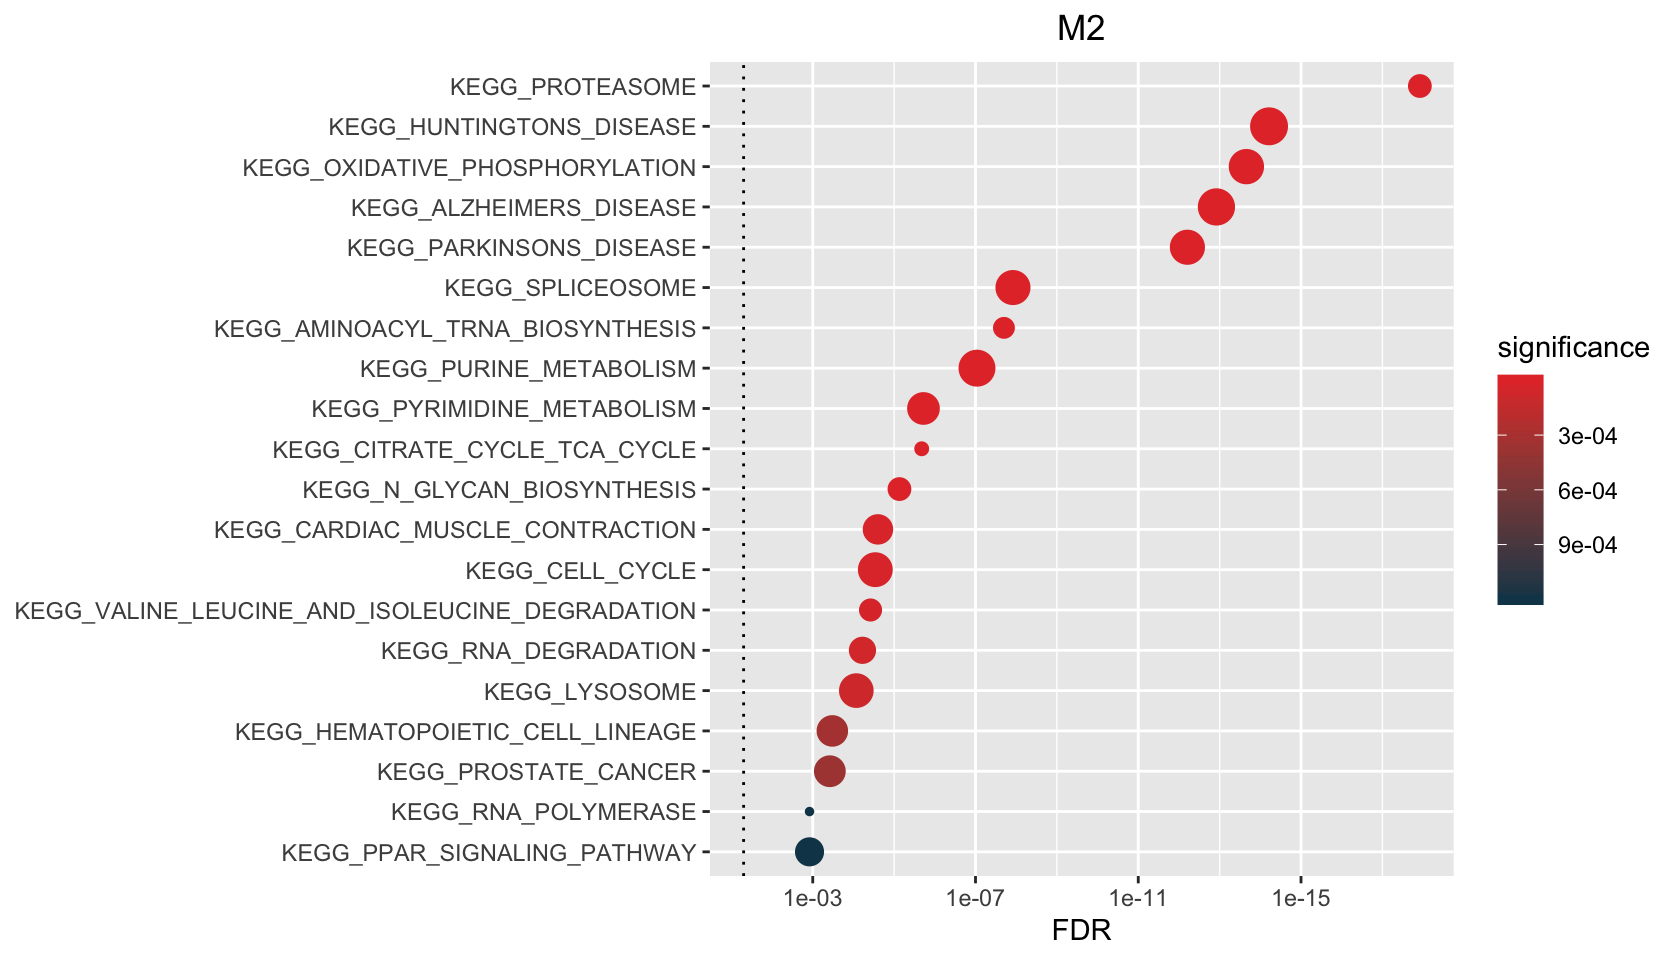 M2
KEGG_PROTEASOME
KEGG_HUNTINGTONS_DISEASE
KEGG_OXIDATIVE_PHOSPHORYLATION
KEGG_ALZHEIMERS_DISEASE
KEGG_PARKINSONS_DISEASE
KEGG_SPLICEOSOME
KEGG_AMINOACYL_TRNA_BIOSYNTHESIS
KEGG_PURINE_METABOLISM
KEGG_PYRIMIDINE_METABOLISM
KEGG_CITRATE_CYCLE_TCA_CYCLE
KEGG_N_GLYCAN_BIOSYNTHESIS
KEGG_CARDIAC_MUSCLE_CONTRACTION
KEGG_CELL_CYCLE
KEGG_VALINE_LEUCINE_AND_ISOLEUCINE_DEGRADATION
KEGG_RNA_DEGRADATION
KEGG_LYSOSOME
KEGG_HEMATOPOIETIC_CELL_LINEAGE
KEGG_PROSTATE_CANCER
KEGG_RNA_POLYMERASE
KEGG_PPAR_SIGNALING_PATHWAY
1e-03 1e-07 1e-11 1e-15
FDR
significance
3e-04
6e-04
9e-04